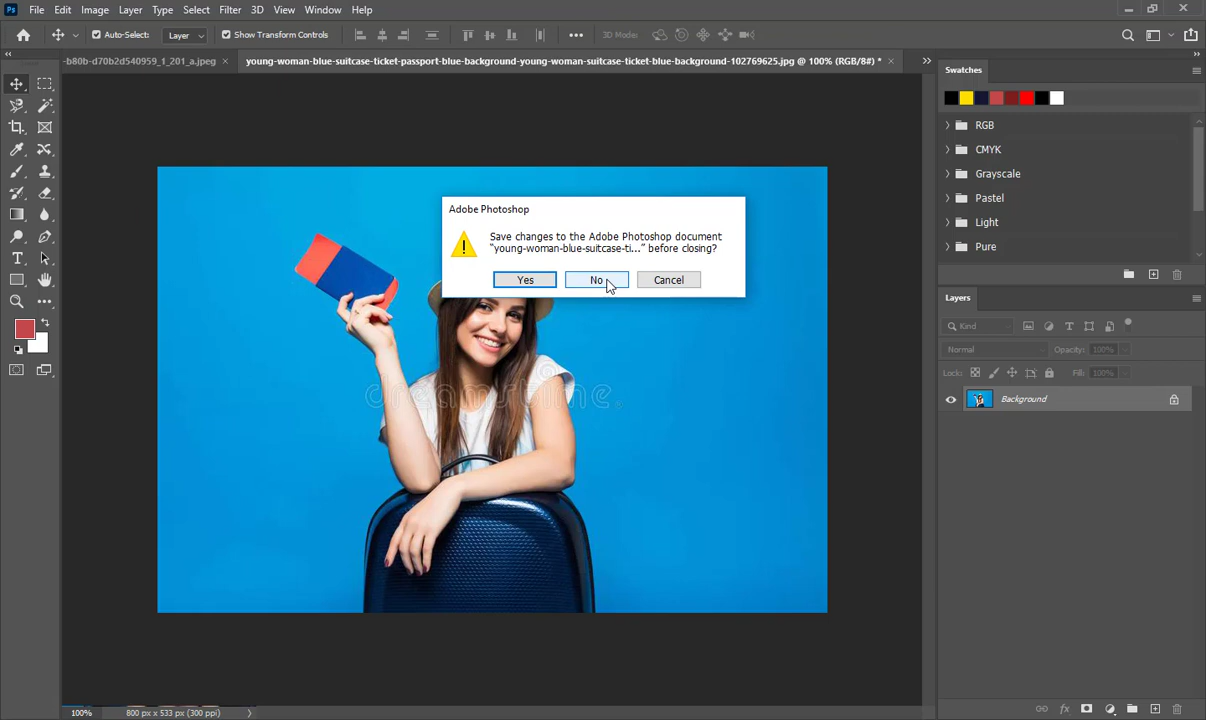 Ps File Edit Image Layer Type Select Filter 3D View Window Help
Auto-Select: Layer Show Transform Controls ••• 3D Mode:
-b80b-d70b2d540959_1_201_a.jpeg × young-woman-blue-suitcase-ticket-passport-blue-background-young-woman-suitcase-ticket-blue-background-102769625.jpg @ 100% (RGB/8#) * ×
Swatches
RGB
CMYK
Grayscale
Pastel
Light
Pure
Adobe Photoshop
Save changes to the Adobe Photoshop document
“young-woman-blue-suitcase-ti...” before closing?
Yes No Cancel
Layers
Kind
Normal Opacity: 100%
Lock: Fill: 100%
Background
dreamstime.
100% 800 px x 533 px (300 ppi)